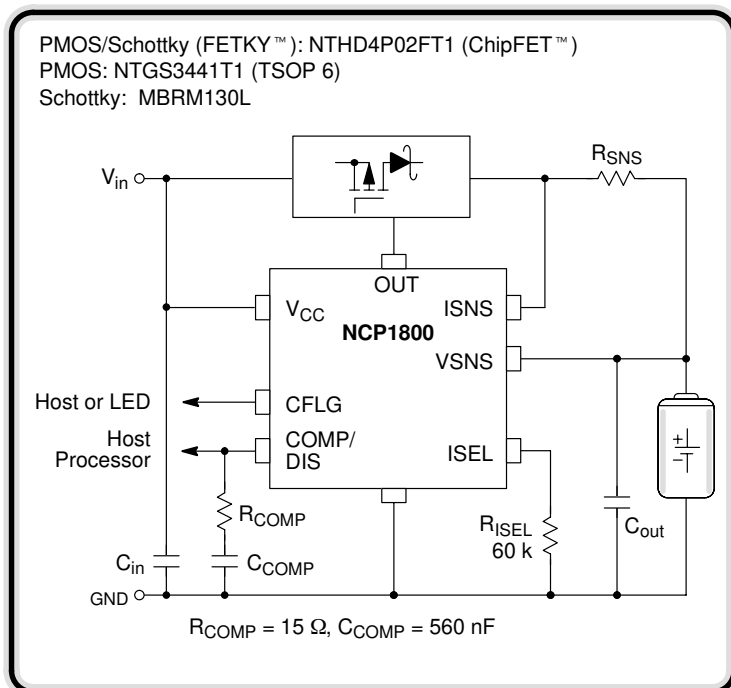 PMOS/Schottky (FETKY™): NTHD4P02FT1 (ChipFET™)
PMOS: NTGS3441T1 (TSOP 6)
Schottky: MBRM130L
RSNS
Vin
OUT
VCC
ISNS
NCP1800
VSNS
Host or LED
CFLG
Host
Processor
COMP/
DIS
ISEL
RCOMP
RISEL
60 k
Cout
Cin
CCOMP
GND
RCOMP = 15 Ω, CCOMP = 560 nF